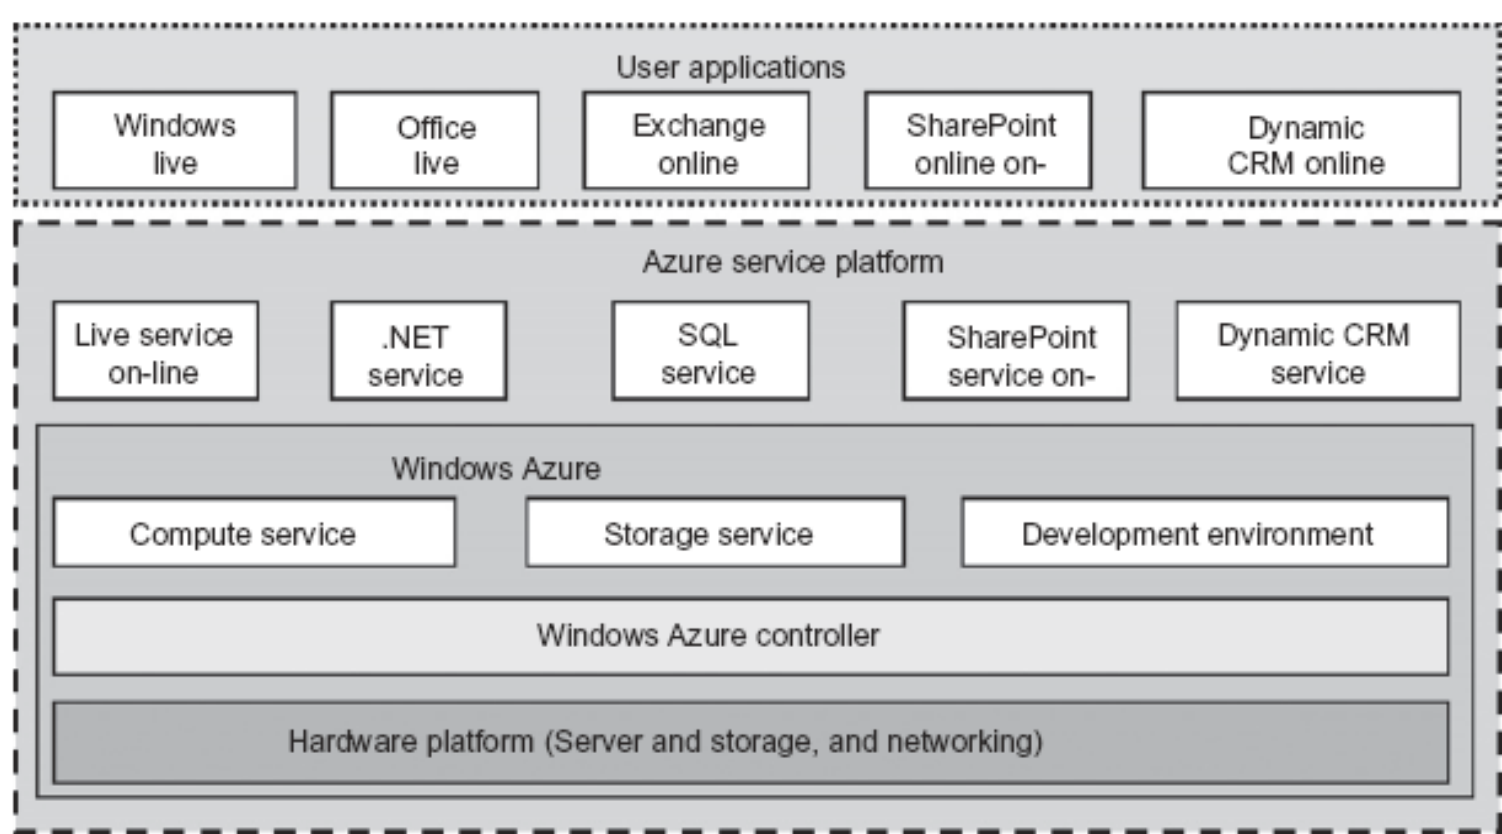 User applications
Windows
live
Office
live
Exchange
online
SharePoint
online on-
Dynamic
CRM online
Azure service platform
Live service
on-line
.NET
service
SQL
service
SharePoint
service on-
Dynamic CRM
service
Windows Azure
Compute service
Storage service
Development environment
Windows Azure controller
Hardware platform (Server and storage, and networking)